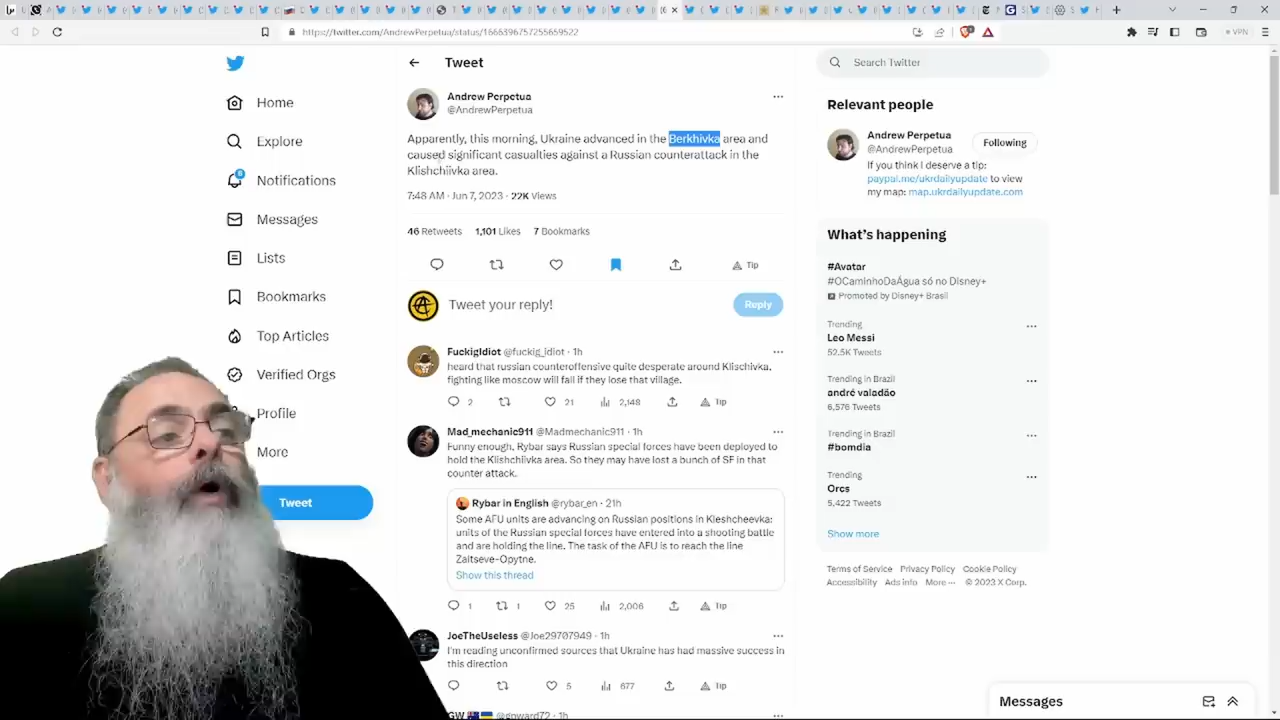 https://twitter.com/AndrewPerpetua/status/1666396757255659522
VPN
Home
Explore
8
Notifications
Messages
Lists
Bookmarks
Top Articles
Verified Orgs
Profile
More
Tweet
Tweet
Andrew Perpetua
@AndrewPerpetua
Apparently, this morning, Ukraine advanced in the Berkhivka area and
caused significant casualties against a Russian counterattack in the
Klishchiivka area.
7:48 AM · Jun 7, 2023 · 22K Views
46 Retweets 1,101 Likes 7 Bookmarks
Tip
Tweet your reply!
Reply
FuckigIdiot @fuckig_idiot · 1h
heard that russian counteroffensive quite desperate around Klischivka,
fighting like moscow will fall if they lose that village.
2 21 2,148 Tip
Mad_mechanic911 @Madmechanic911 · 1h
Funny enough, Rybar says Russian special forces have been deployed to
hold the Klishchiivka area. So they may have lost a bunch of SF in that
counter attack.
Rybar in English @rybar_en · 21h
Some AFU units are advancing on Russian positions in Kleshcheevka:
units of the Russian special forces have entered into a shooting battle
and are holding the line. The task of the AFU is to reach the line
Zaitseve-Opytne.
Show this thread
1 1 25 2,006 Tip
JoeTheUseless @Joe29707949 · 1h
I'm reading unconfirmed sources that Ukraine has had massive success in
this direction
5 677 Tip
GW @gpward72 · 1h
Search Twitter
Relevant people
Andrew Perpetua
@AndrewPerpetua
Following
If you think I deserve a tip:
paypal.me/ukrdailyupdate to view
my map: map.ukrdailyupdate.com
What's happening
#Avatar
#OCaminhoDaÁgua só no Disney+
Promoted by Disney+ Brasil
Trending
Leo Messi
52.5K Tweets
Trending in Brazil
andré valadão
6,576 Tweets
Trending in Brazil
#bomdia
Trending
Orcs
5,422 Tweets
Show more
Terms of Service Privacy Policy Cookie Policy
Accessibility Ads info More ··· © 2023 X Corp.
Messages